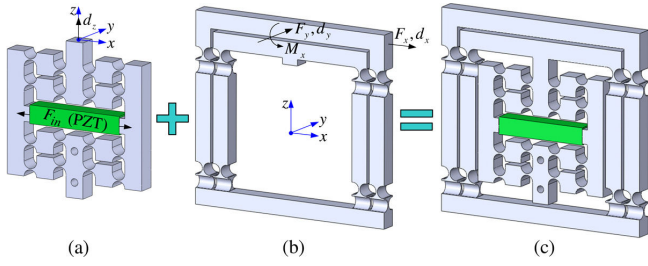 z
d_z
y
x
F_in (PZT)
F_y, d_y
M_x
F_x, d_x
z
y
x
(a)
(b)
(c)